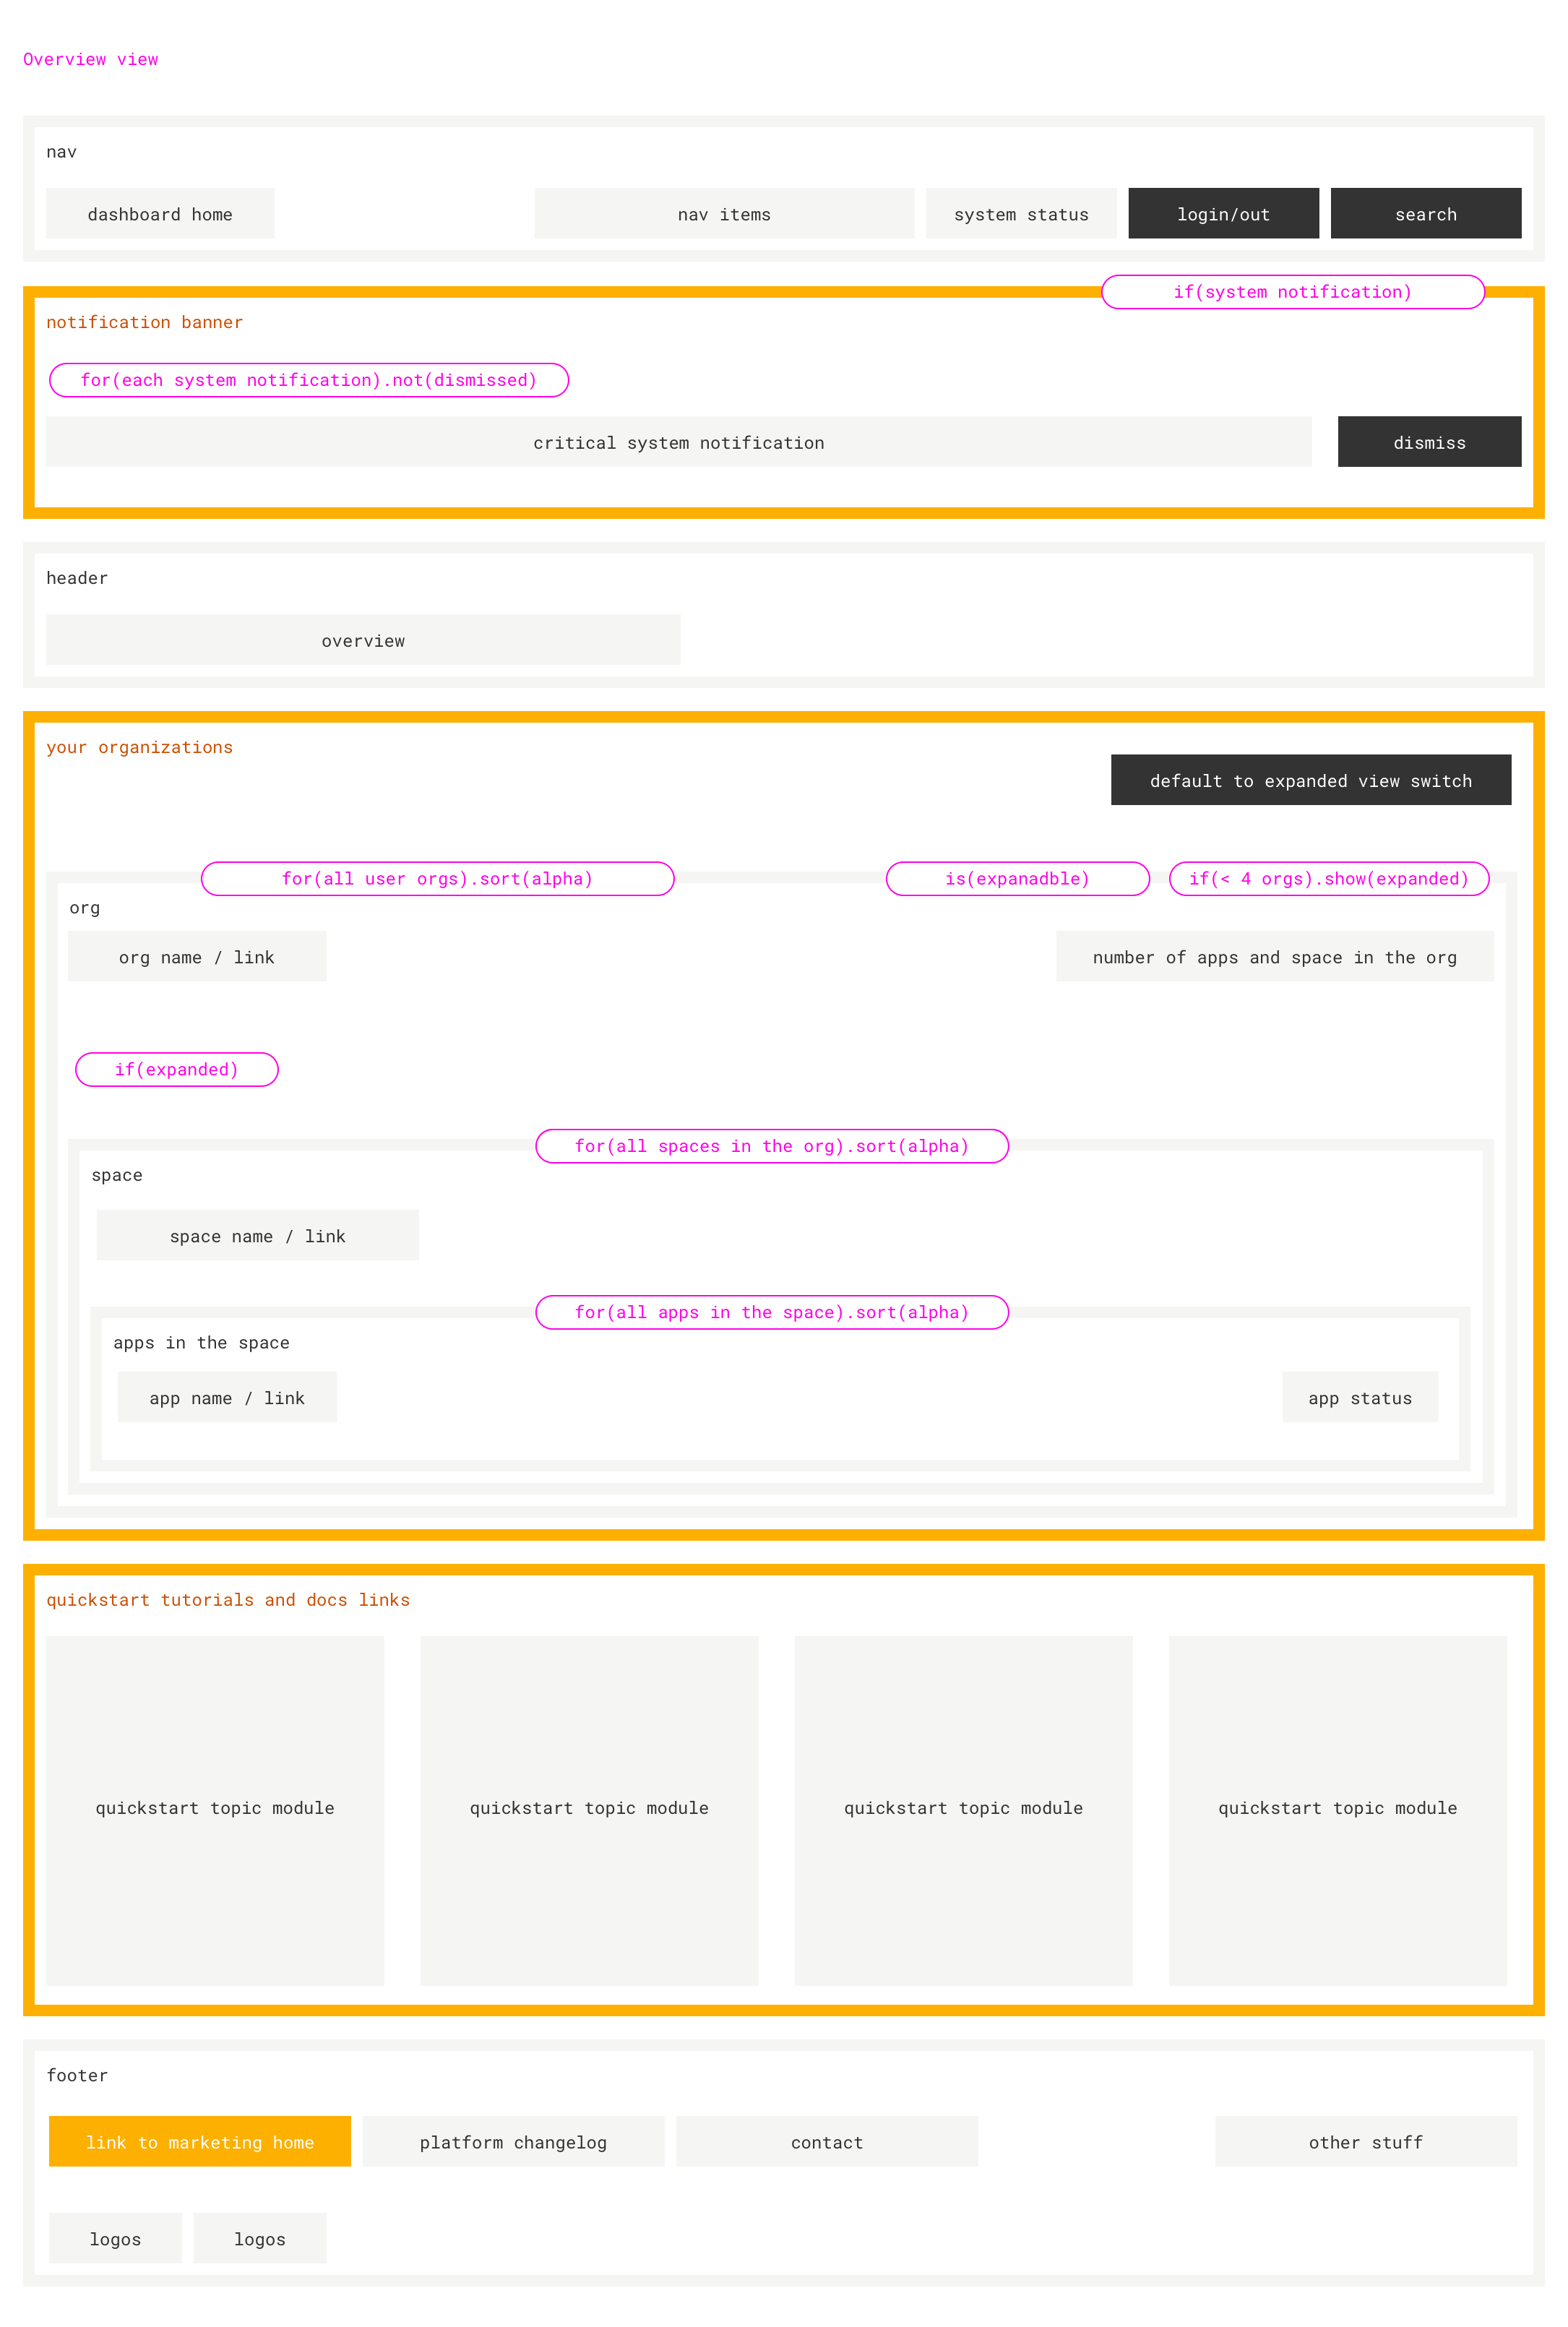 Overview view
nav
dashboard home
nav items
system status
login/out
search
if(system notification)
notification banner
for(each system notification).not(dismissed)
critical system notification
dismiss
header
overview
your organizations
default to expanded view switch
for(all user orgs).sort(alpha)
is(expanadble)
if(< 4 orgs).show(expanded)
org
org name / link
number of apps and space in the org
if(expanded)
for(all spaces in the org).sort(alpha)
space
space name / link
for(all apps in the space).sort(alpha)
apps in the space
app name / link
app status
quickstart tutorials and docs links
quickstart topic module
quickstart topic module
quickstart topic module
quickstart topic module
footer
link to marketing home
platform changelog
contact
other stuff
logos
logos